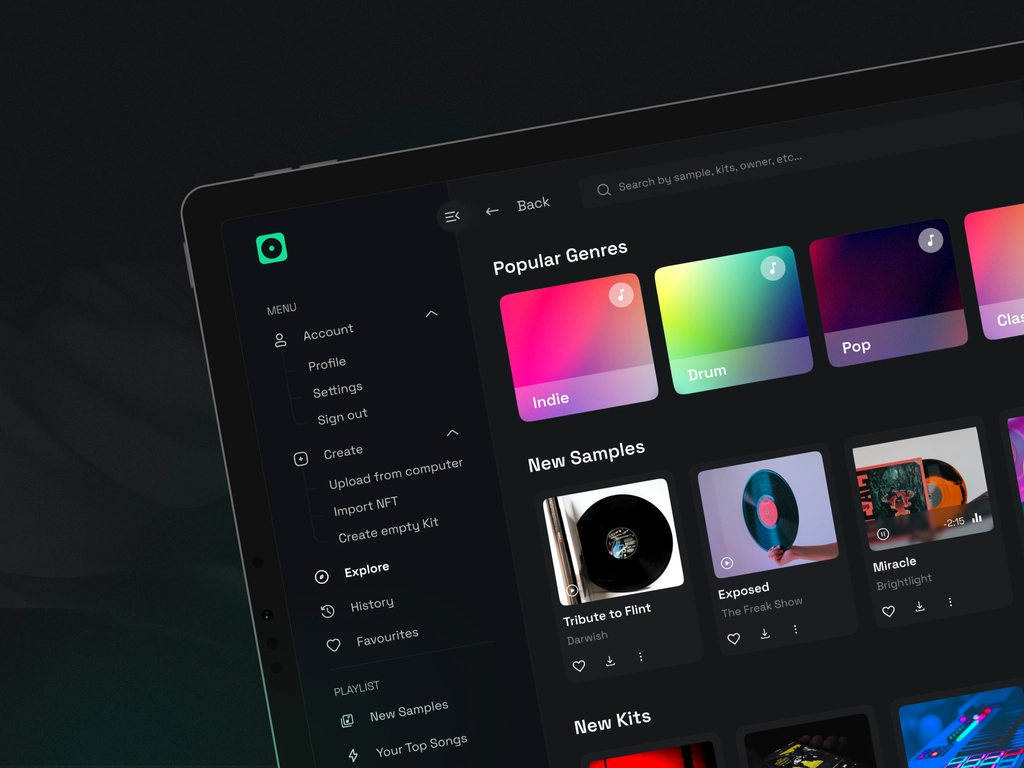 Back
Search by sample, kits, owner, etc...
MENU
Account
Profile
Settings
Sign out
Create
Upload from computer
Import NFT
Create empty Kit
Explore
History
Favourites
PLAYLIST
New Samples
Your Top Songs
Popular Genres
Indie
Drum
Pop
Clas
New Samples
Tribute to Flint
Darwish
Exposed
The Freak Show
-2:15
Miracle
Brightlight
New Kits